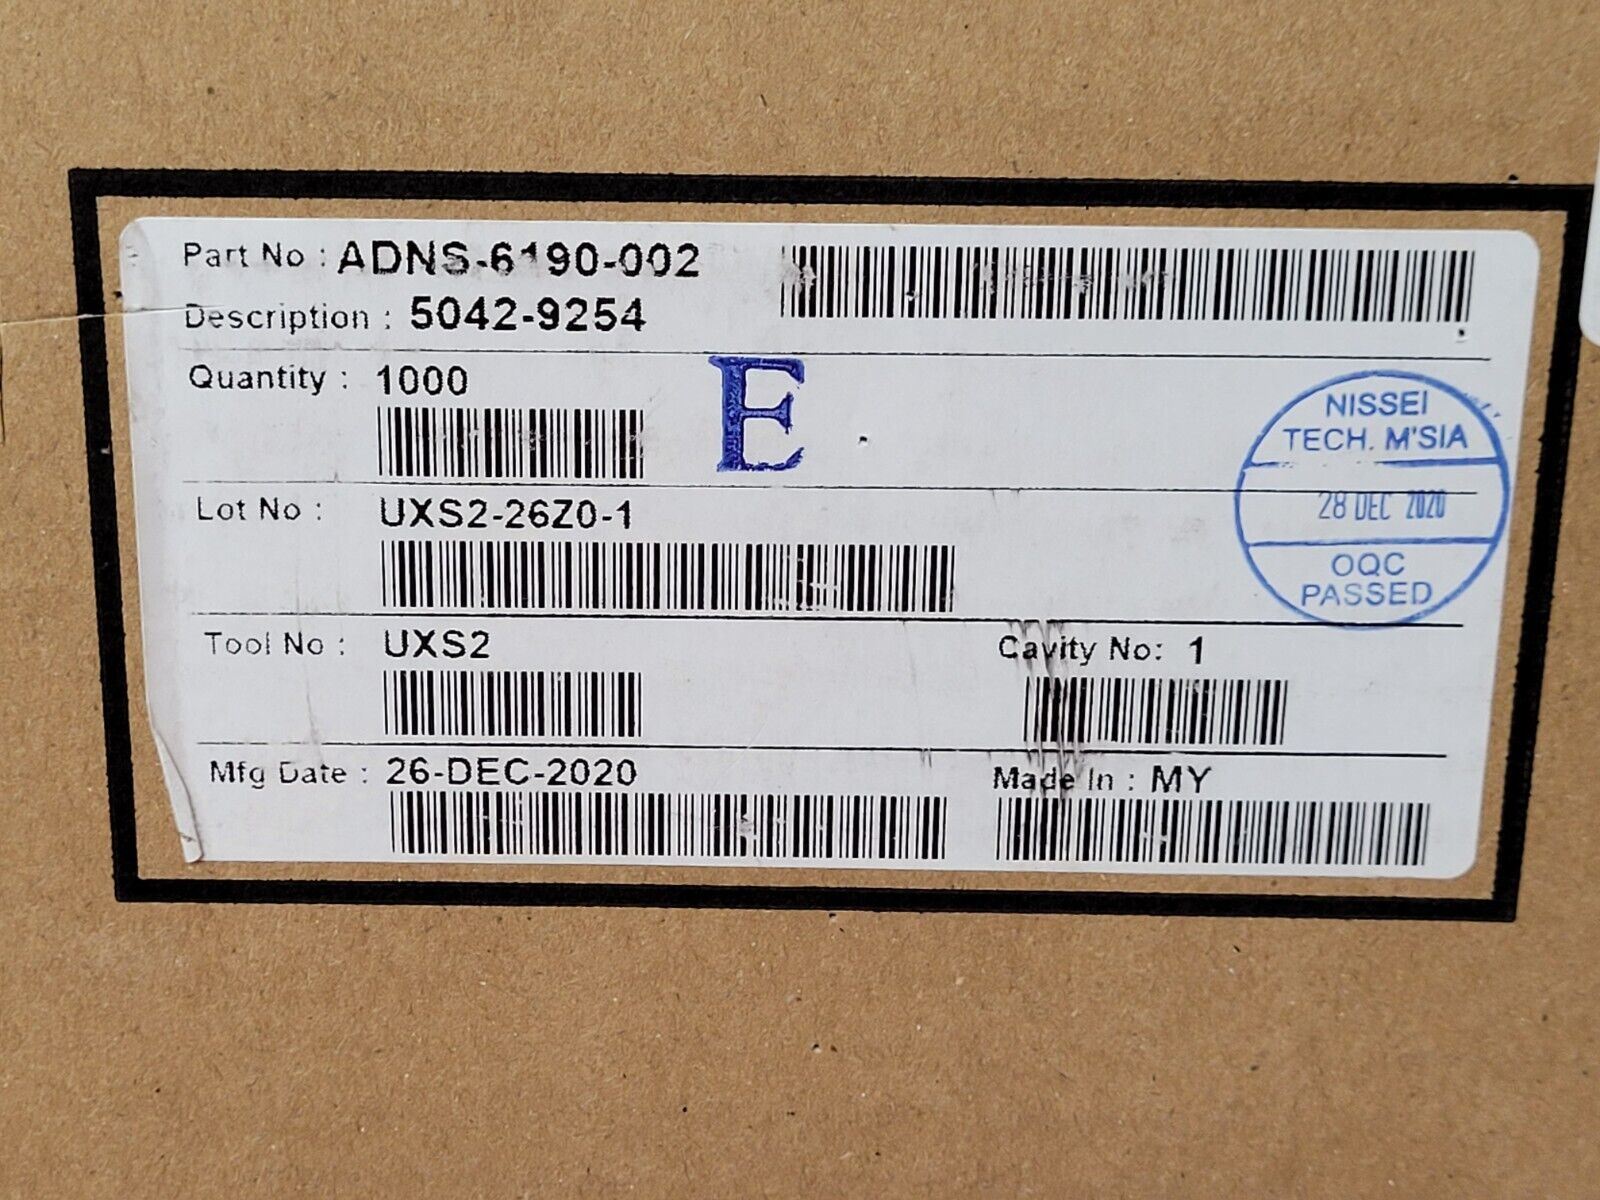 Part No : ADNS-6190-002
Description : 5042-9254
Quantity : 1000
E
NISSEI
TECH. M'SIA
28 DEC 2020
OQC
PASSED
Lot No : UXS2-26Z0-1
Tool No : UXS2
Cavity No: 1
Mfg Date : 26-DEC-2020
Made In : MY